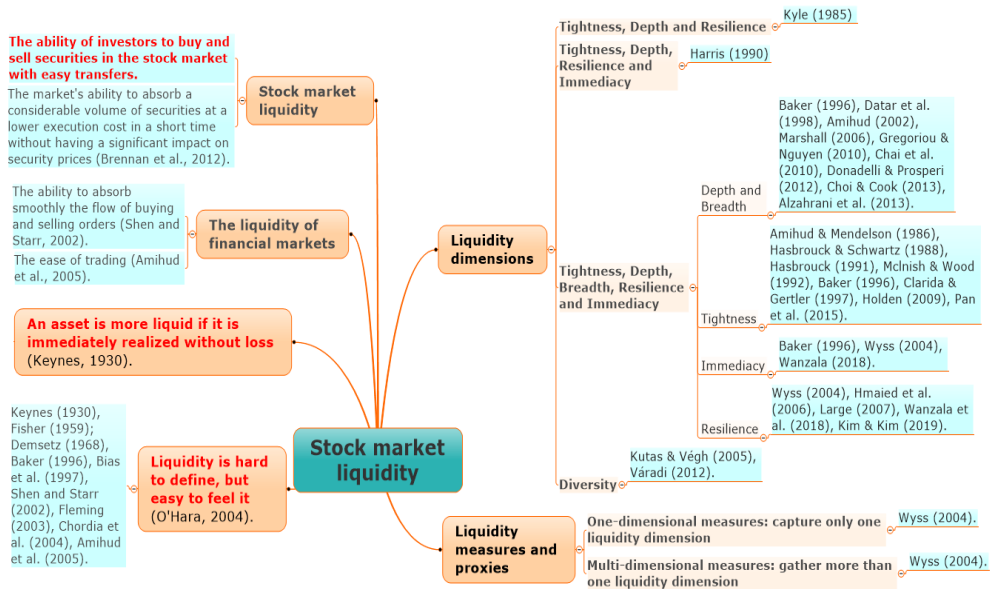 The ability of investors to buy and
sell securities in the stock market
with easy transfers.
The market's ability to absorb a
considerable volume of securities at a
lower execution cost in a short time
without having a significant impact on
security prices (Brennan et al., 2012).
Stock market
liquidity
The ability to absorb
smoothly the flow of buying
and selling orders (Shen and
Starr, 2002).
The ease of trading (Amihud
et al., 2005).
The liquidity of
financial markets
An asset is more liquid if it is
immediately realized without loss
(Keynes, 1930).
Keynes (1930),
Fisher (1959);
Demsetz (1968),
Baker (1996), Bias
et al. (1997),
Shen and Starr
(2002), Fleming
(2003), Chordia et
al. (2004), Amihud
et al. (2005).
Liquidity is hard
to define, but
easy to feel it
(O'Hara, 2004).
Stock market
liquidity
Liquidity
dimensions
Tightness, Depth and Resilience
Kyle (1985)
Tightness, Depth,
Resilience and
Immediacy
Harris (1990)
Tightness, Depth,
Breadth, Resilience
and Immediacy
Depth and
Breadth
Baker (1996), Datar et al.
(1998), Amihud (2002),
Marshall (2006), Gregoriou &
Nguyen (2010), Chai et al.
(2010), Donadelli & Prosperi
(2012), Choi & Cook (2013),
Alzahrani et al. (2013).
Tightness
Amihud & Mendelson (1986),
Hasbrouck & Schwartz (1988),
Hasbrouck (1991), Mclnish & Wood
(1992), Baker (1996), Clarida &
Gertler (1997), Holden (2009), Pan
et al. (2015).
Immediacy
Baker (1996), Wyss (2004),
Wanzala (2018).
Resilience
Wyss (2004), Hmaied et al.
(2006), Large (2007), Wanzala et
al. (2018), Kim & Kim (2019).
Diversity
Kutas & Végh (2005),
Váradi (2012).
Liquidity
measures and
proxies
One-dimensional measures: capture only one
liquidity dimension
Wyss (2004).
Multi-dimensional measures: gather more than
one liquidity dimension
Wyss (2004).